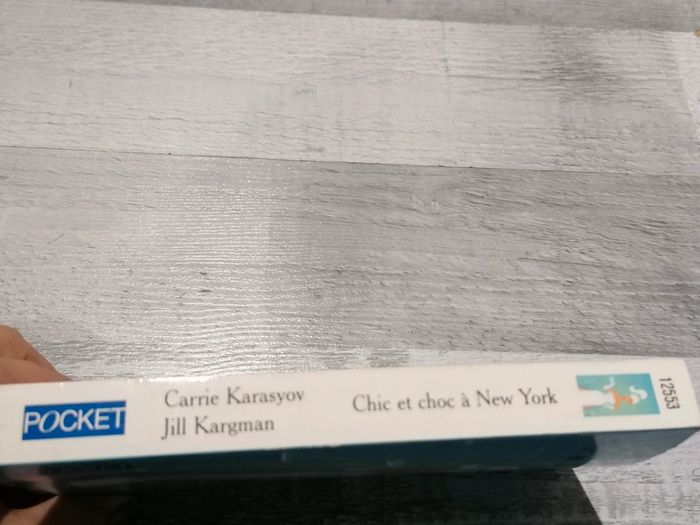 POCKET
Carrie Karasyov
Jill Kargman
Chic et choc à New York
12553